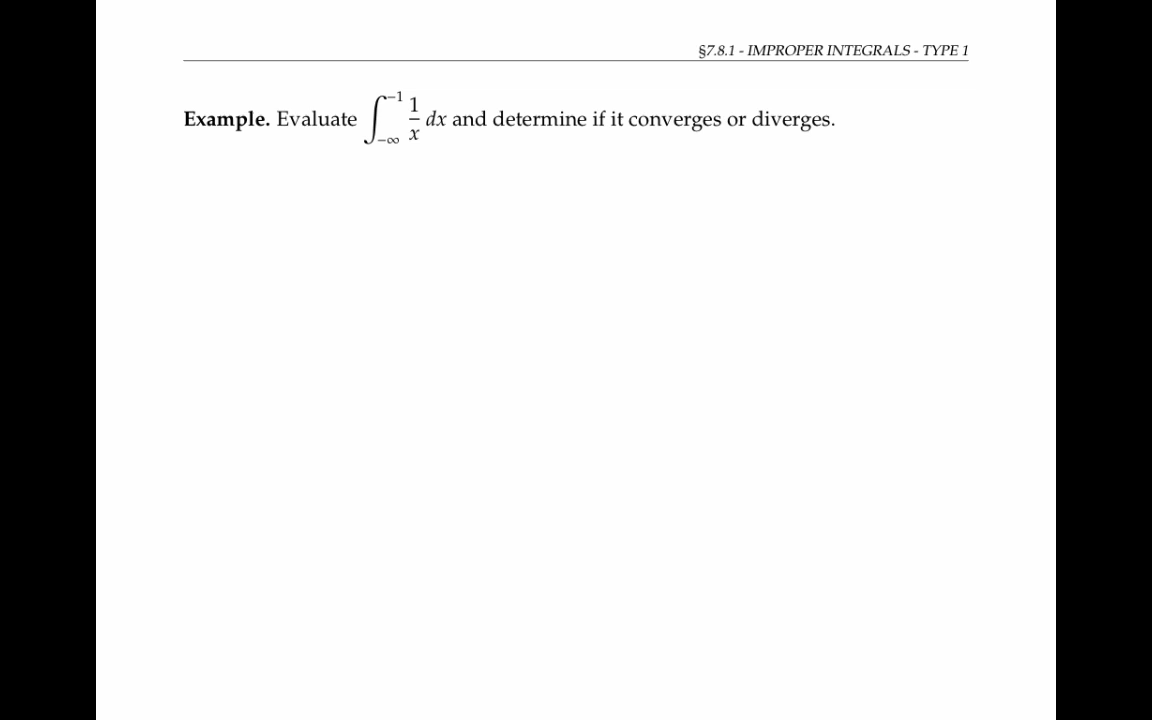 §7.8.1 - IMPROPER INTEGRALS - TYPE 1
Example. Evaluate ∫_{−∞}^{−1} 1/x dx and determine if it converges or diverges.